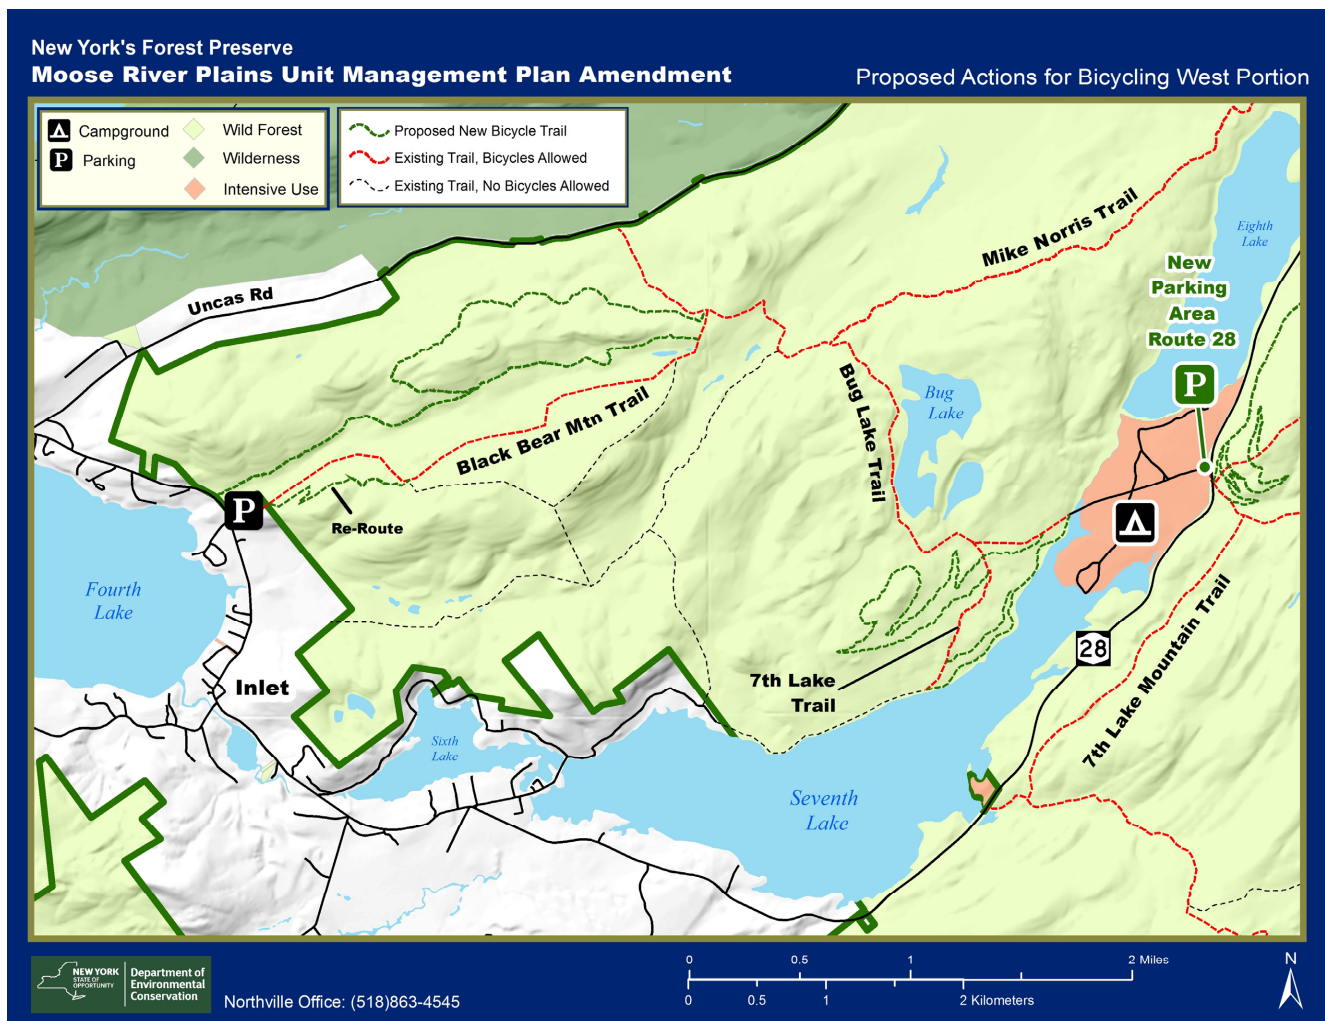 New York's Forest Preserve
Moose River Plains Unit Management Plan Amendment
Proposed Actions for Bicycling West Portion
Campground
Parking
Wild Forest
Wilderness
Intensive Use
Proposed New Bicycle Trail
Existing Trail, Bicycles Allowed
Existing Trail, No Bicycles Allowed
P
Uncas Rd
Mike Norris Trail
Eighth
Lake
New
Parking
Area
Route 28
P
Bug
Lake
Bug Lake Trail
Black Bear Mtn Trail
P
Re-Route
Fourth
Lake
Inlet
28
7th Lake
Trail
7th Lake Mountain Trail
Sixth
Lake
Seventh
Lake
NEW YORK
STATE OF
OPPORTUNITY
Department of
Environmental
Conservation
Northville Office: (518)863-4545
0 0.5 1 2 Miles
0 0.5 1 2 Kilometers
N